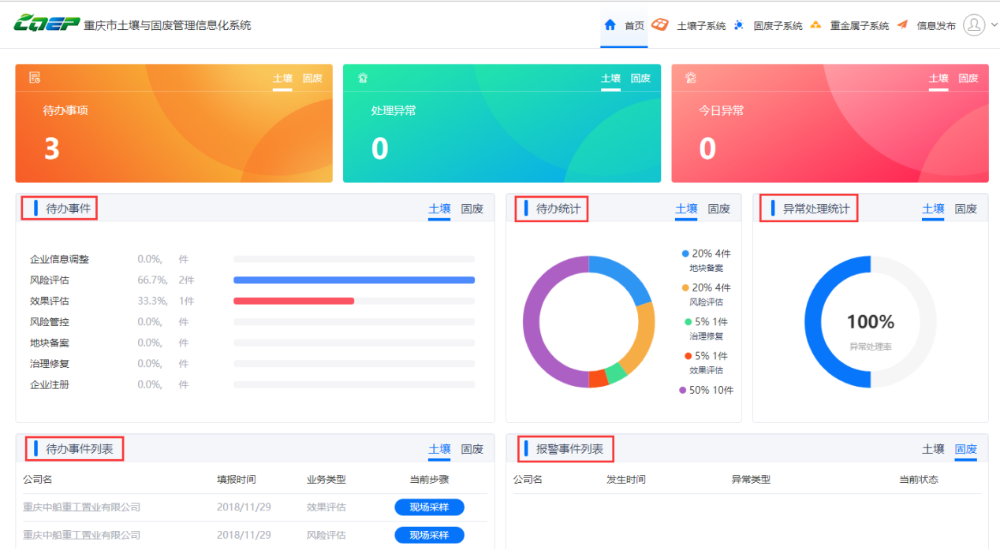 CQEP 重庆市土壤与固废管理信息化系统 首页 土壤子系统 固废子系统 重金属子系统 信息发布
土壤 固废
待办事项
3
土壤 固废
处理异常
0
土壤 固废
今日异常
0
待办事件 土壤 固废
企业信息调整 0.0%, 件
风险评估 66.7%, 2件
效果评估 33.3%, 1件
风险管控 0.0%, 件
地块备案 0.0%, 件
治理修复 0.0%, 件
企业注册 0.0%, 件
待办统计 土壤 固废
20% 4件
地块备案
20% 4件
风险评估
5% 1件
治理修复
5% 1件
效果评估
50% 10件
异常处理统计 土壤 固废
100%
异常处理率
待办事件列表 土壤 固废
公司名 填报时间 业务类型 当前步骤
重庆中船重工置业有限公司 2018/11/29 效果评估 现场采样
重庆中船重工置业有限公司 2018/11/29 风险评估 现场采样
报警事件列表 土壤 固废
公司名 发生时间 异常类型 当前状态